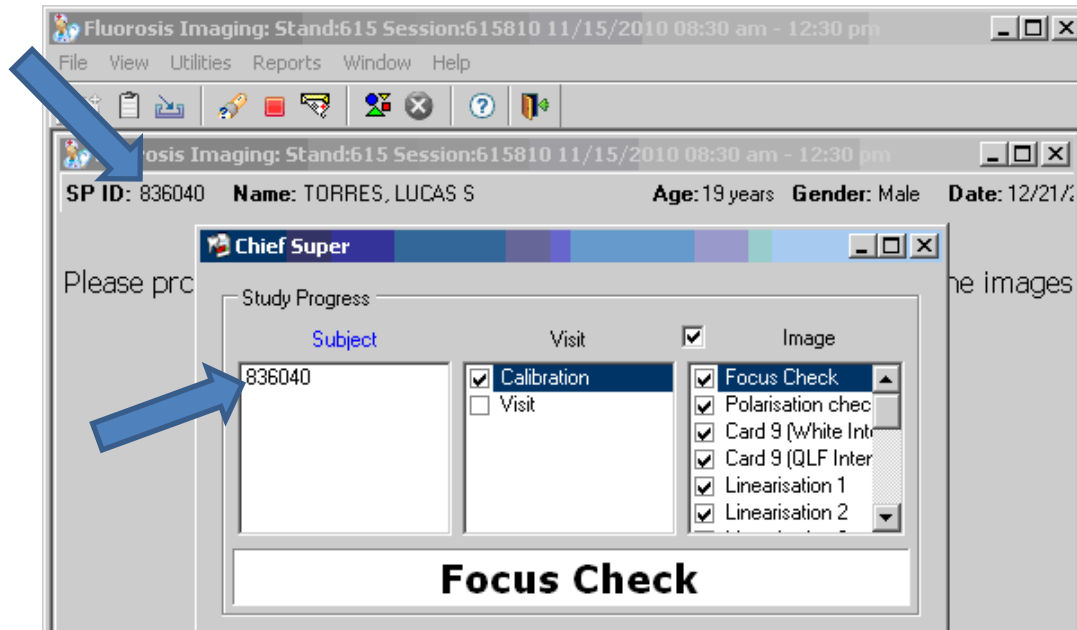 Fluorosis Imaging: Stand:615 Session:615810 11/15/2010 08:30 am - 12:30 pm
File View Utilities Reports Window Help
Imaging: Stand:615 Session:615810 11/15/2010 08:30 am - 12:30 pm
SP ID: 836040 Name: TORRES, LUCAS S Age: 19 years Gender: Male Date: 12/21/
Chief Super
Please
images
Study Progress
Subject Visit Image
836040 Calibration Focus Check
Visit Polarisation chec
Card 9 (White Int
Card 9 (QLF Inter
Linearisation 1
Linearisation 2
Focus Check